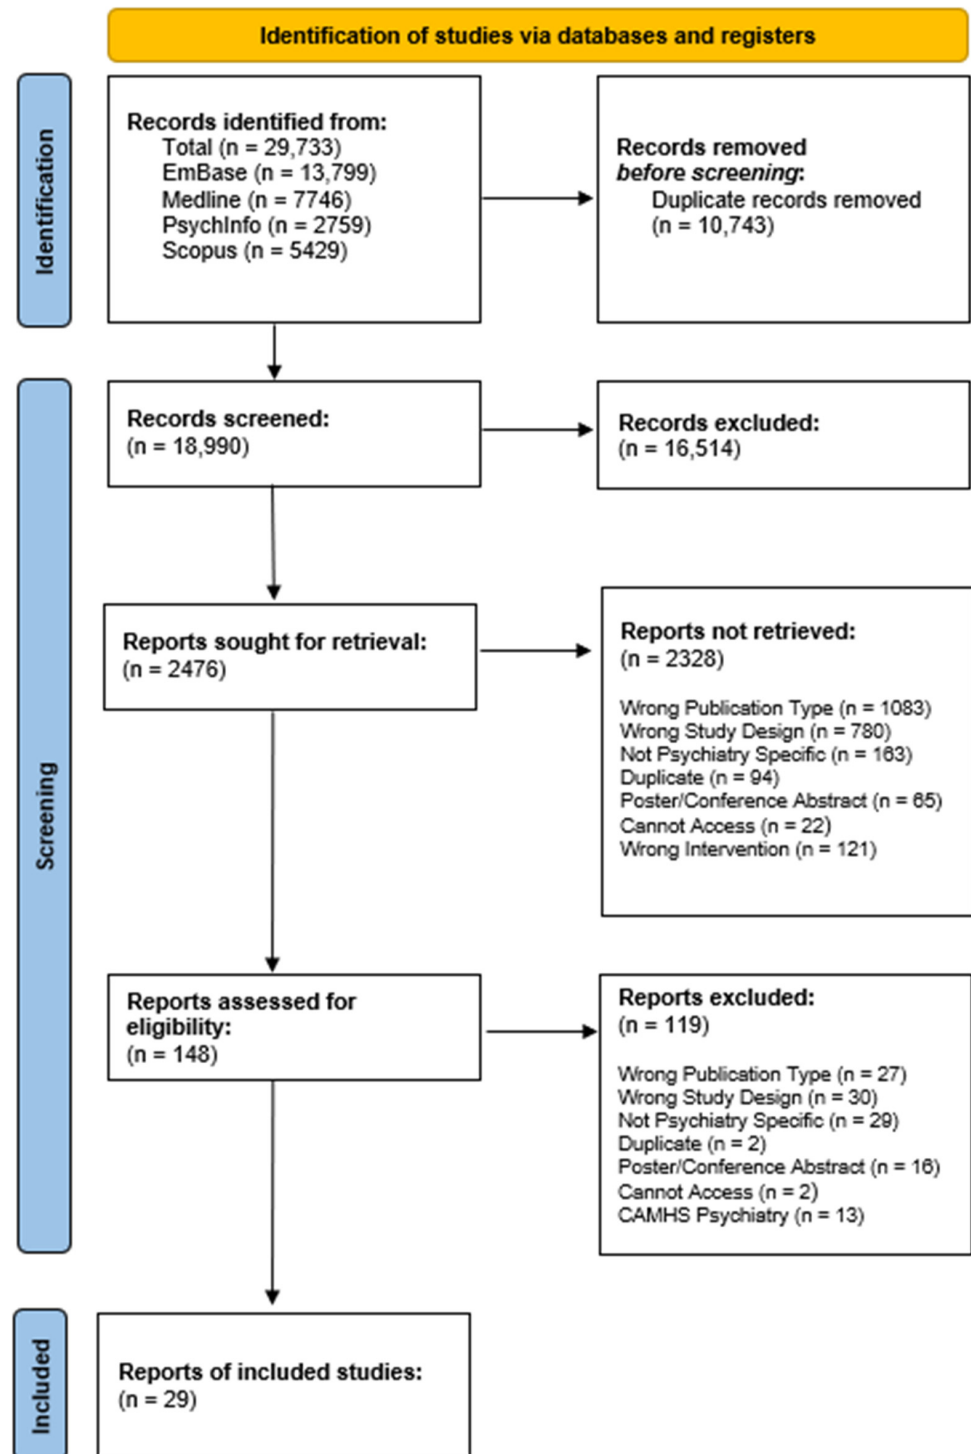 Identification of studies via databases and registers
Identification
Records identified from:
Total (n = 29,733)
EmBase (n = 13,799)
Medline (n = 7746)
PsychInfo (n = 2759)
Scopus (n = 5429)
Records removed
before screening:
Duplicate records removed
(n = 10,743)
Screening
Records screened:
(n = 18,990)
Records excluded:
(n = 16,514)
Reports sought for retrieval:
(n = 2476)
Reports not retrieved:
(n = 2328)
Wrong Publication Type (n = 1083)
Wrong Study Design (n = 780)
Not Psychiatry Specific (n = 163)
Duplicate (n = 94)
Poster/Conference Abstract (n = 65)
Cannot Access (n = 22)
Wrong Intervention (n = 121)
Reports assessed for
eligibility:
(n = 148)
Reports excluded:
(n = 119)
Wrong Publication Type (n = 27)
Wrong Study Design (n = 30)
Not Psychiatry Specific (n = 29)
Duplicate (n = 2)
Poster/Conference Abstract (n = 16)
Cannot Access (n = 2)
CAMHS Psychiatry (n = 13)
Included
Reports of included studies:
(n = 29)